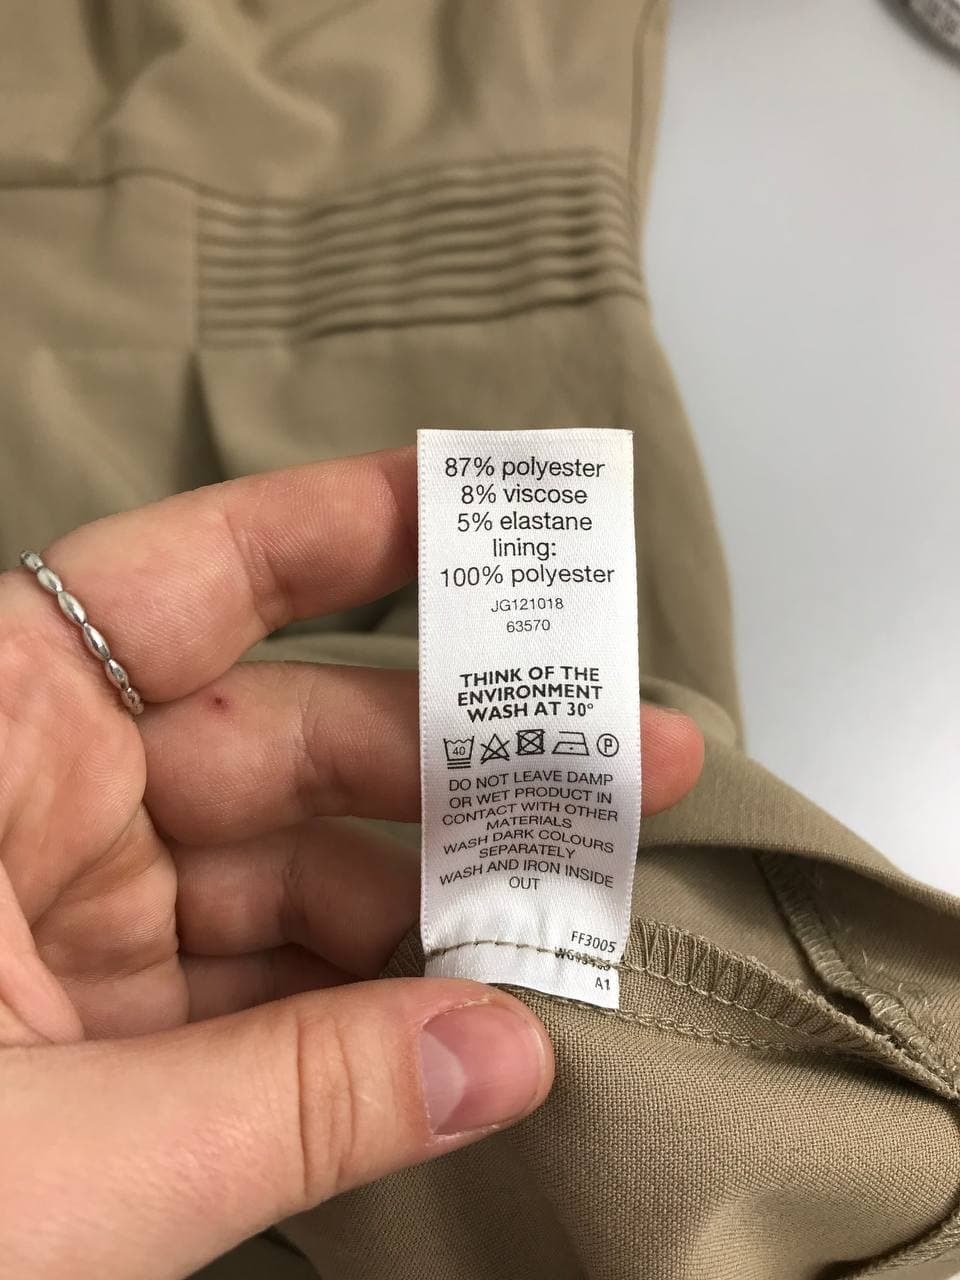 87% polyester
8% viscose
5% elastane
lining:
100% polyester
JG121018
63570
THINK OF THE
ENVIRONMENT
WASH AT 30°
40
P
DO NOT LEAVE DAMP
OR WET PRODUCT IN
CONTACT WITH OTHER
MATERIALS
WASH DARK COLOURS
SEPARATELY
WASH AND IRON INSIDE
OUT
FF3005
A1